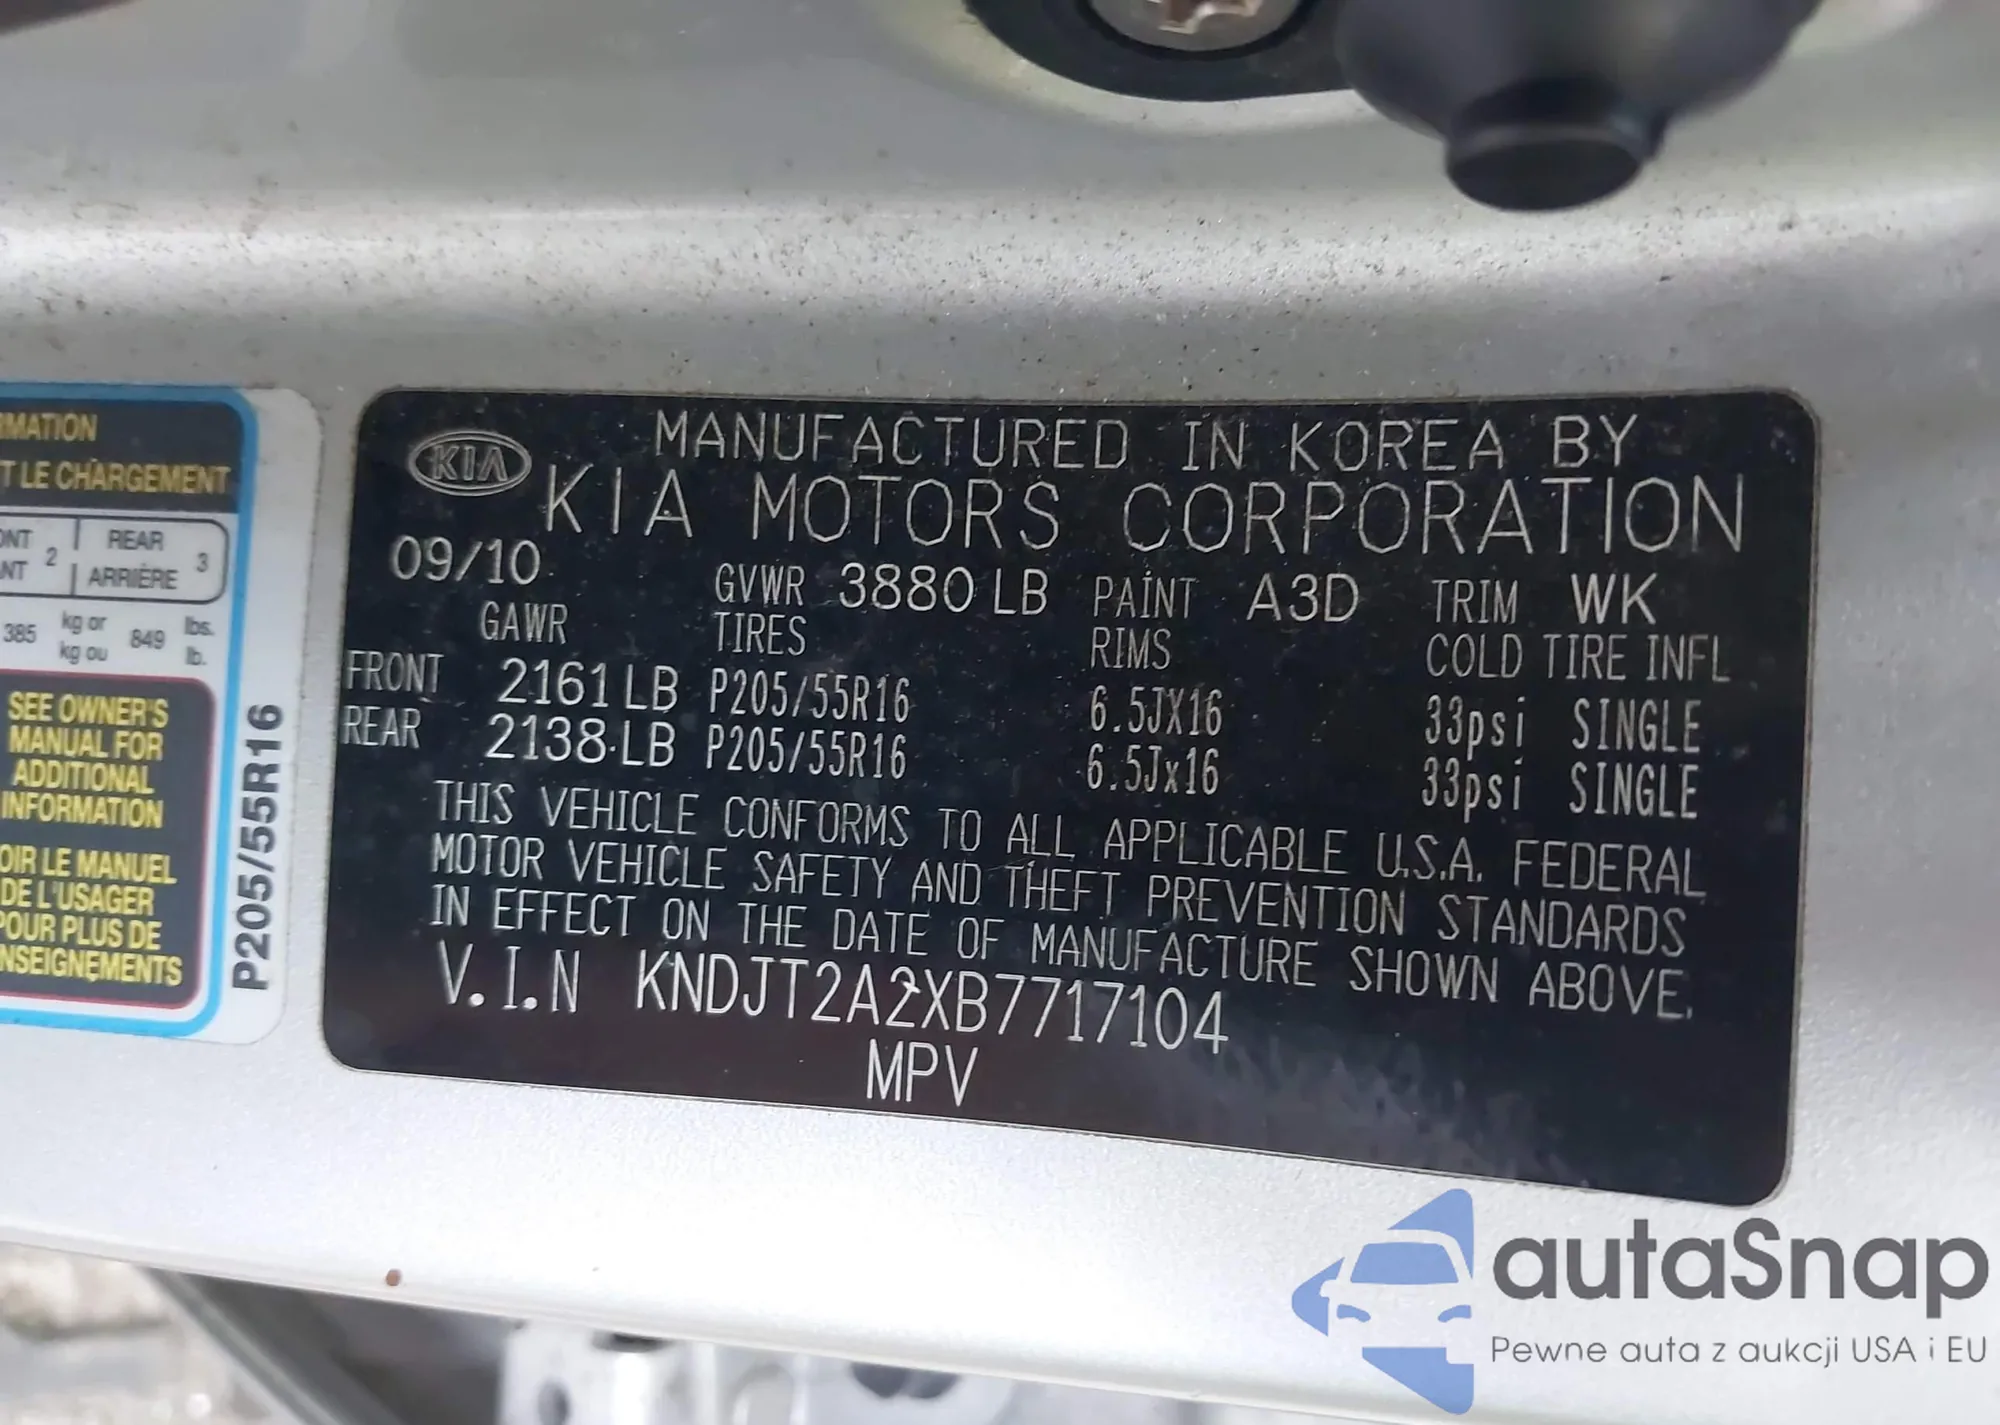 RMATION
T LE CHARGEMENT
ONT 2 REAR 3
ANT ARRIÈRE
385 kg or 849 lbs.
kg ou lb.
SEE OWNER'S
MANUAL FOR
ADDITIONAL
INFORMATION
OIR LE MANUEL
DE L'USAGER
POUR PLUS DE
NSEIGNEMENTS
P205/55R16
KIA
MANUFACTURED IN KOREA BY
KIA MOTORS CORPORATION
09/10 GVWR 3880 LB PAINT A3D TRIM WK
GAWR TIRES RIMS COLD TIRE INFL
FRONT 2161 LB P205/55R16 6.5JX16 33psi SINGLE
REAR 2138 LB P205/55R16 6.5Jx16 33psi SINGLE
THIS VEHICLE CONFORMS TO ALL APPLICABLE U.S.A. FEDERAL
MOTOR VEHICLE SAFETY AND THEFT PREVENTION STANDARDS
IN EFFECT ON THE DATE OF MANUFACTURE SHOWN ABOVE.
V.I.N KNDJT2A2XB7717104
MPV
autaSnap
Pewne auta z aukcji USA i EU